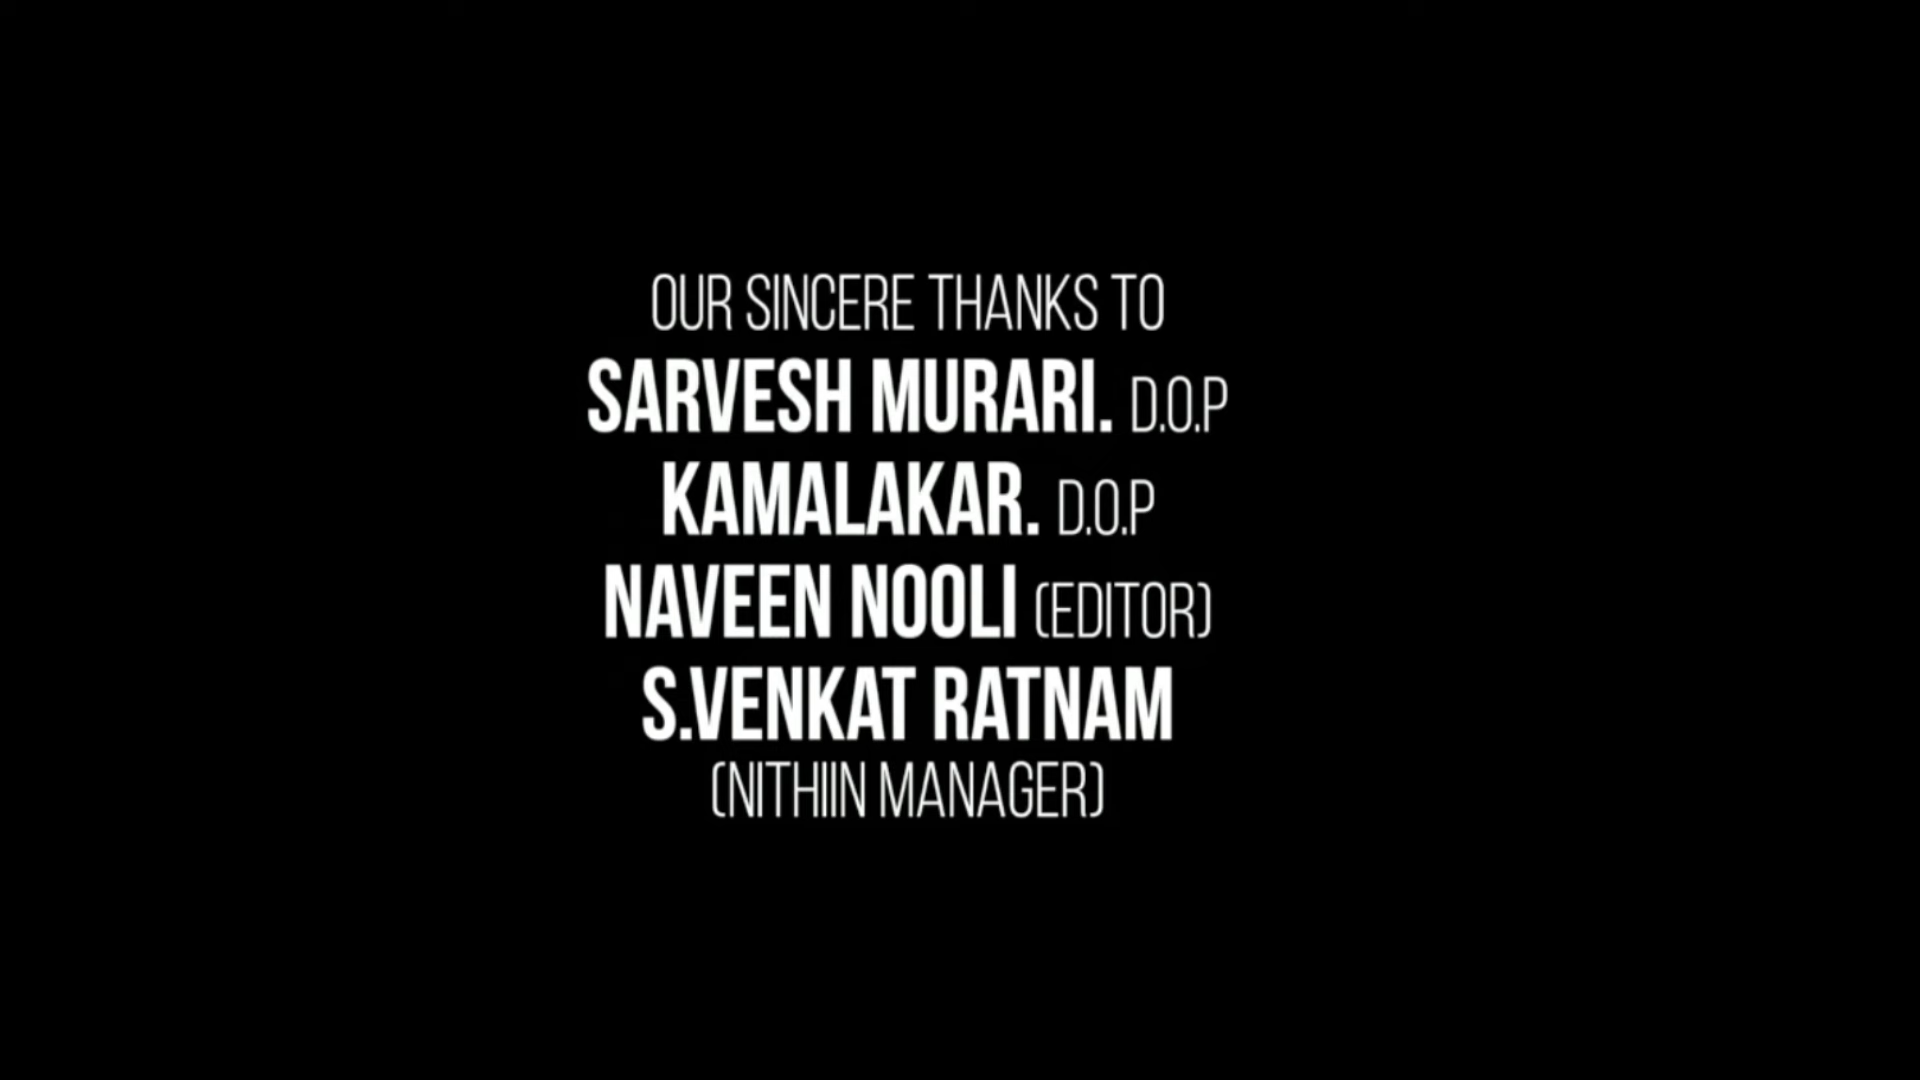 OUR SINCERE THANKS TO
SARVESH MURARI. D.O.P
KAMALAKAR. D.O.P
NAVEEN NOOLI (EDITOR)
S.VENKAT RATNAM
(NITHIIN MANAGER)